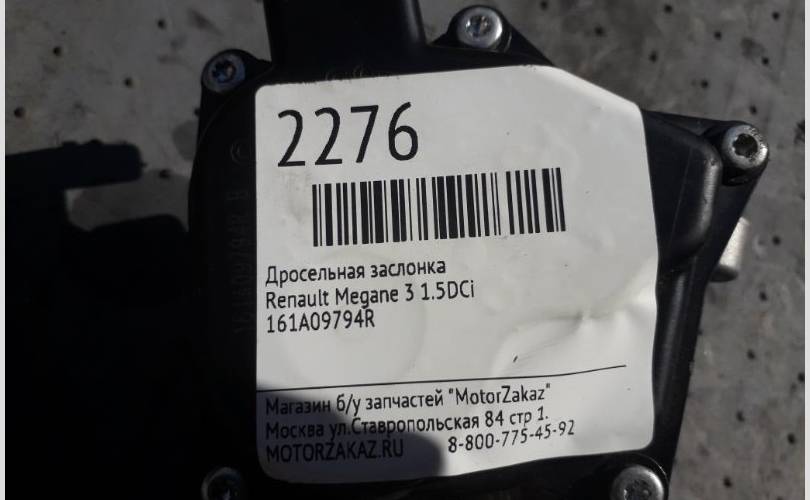 2276
Дросельная заслонка
Renault Megane 3 1.5DCi
161A09794R
Магазин б/у запчастей "MotorZakaz"
Москва ул.Ставропольская 84 стр 1.
MOTORZAKAZ.RU 8-800-775-45-92